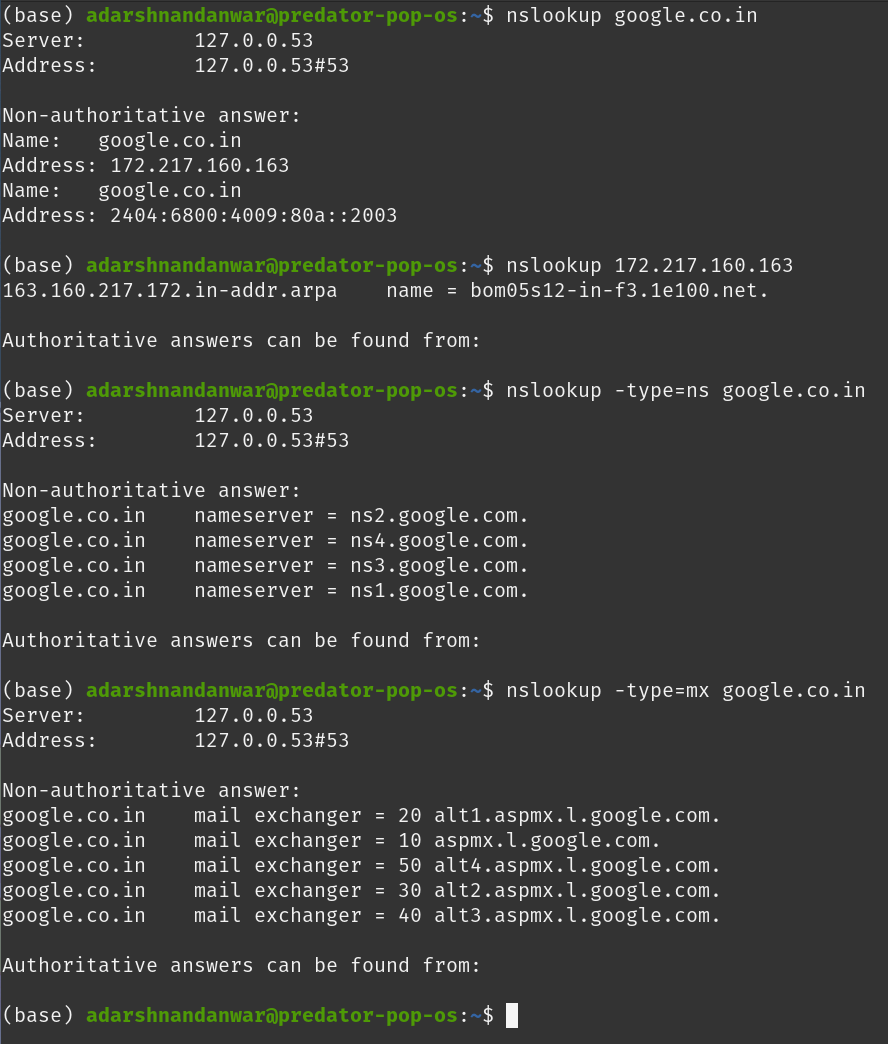 (base) adarshnandanwar@predator-pop-os:~$ nslookup google.co.in
Server:         127.0.0.53
Address:        127.0.0.53#53

Non-authoritative answer:
Name:   google.co.in
Address: 172.217.160.163
Name:   google.co.in
Address: 2404:6800:4009:80a::2003

(base) adarshnandanwar@predator-pop-os:~$ nslookup 172.217.160.163
163.160.217.172.in-addr.arpa    name = bom05s12-in-f3.1e100.net.

Authoritative answers can be found from:

(base) adarshnandanwar@predator-pop-os:~$ nslookup -type=ns google.co.in
Server:         127.0.0.53
Address:        127.0.0.53#53

Non-authoritative answer:
google.co.in    nameserver = ns2.google.com.
google.co.in    nameserver = ns4.google.com.
google.co.in    nameserver = ns3.google.com.
google.co.in    nameserver = ns1.google.com.

Authoritative answers can be found from:

(base) adarshnandanwar@predator-pop-os:~$ nslookup -type=mx google.co.in
Server:         127.0.0.53
Address:        127.0.0.53#53

Non-authoritative answer:
google.co.in    mail exchanger = 20 alt1.aspmx.l.google.com.
google.co.in    mail exchanger = 10 aspmx.l.google.com.
google.co.in    mail exchanger = 50 alt4.aspmx.l.google.com.
google.co.in    mail exchanger = 30 alt2.aspmx.l.google.com.
google.co.in    mail exchanger = 40 alt3.aspmx.l.google.com.

Authoritative answers can be found from:

(base) adarshnandanwar@predator-pop-os:~$